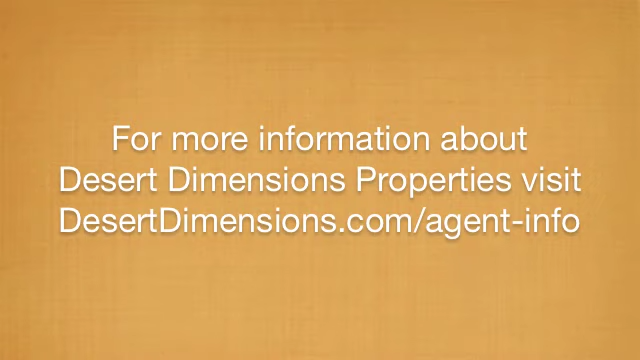 For more information about
Desert Dimensions Properties visit
DesertDimensions.com/agent-info